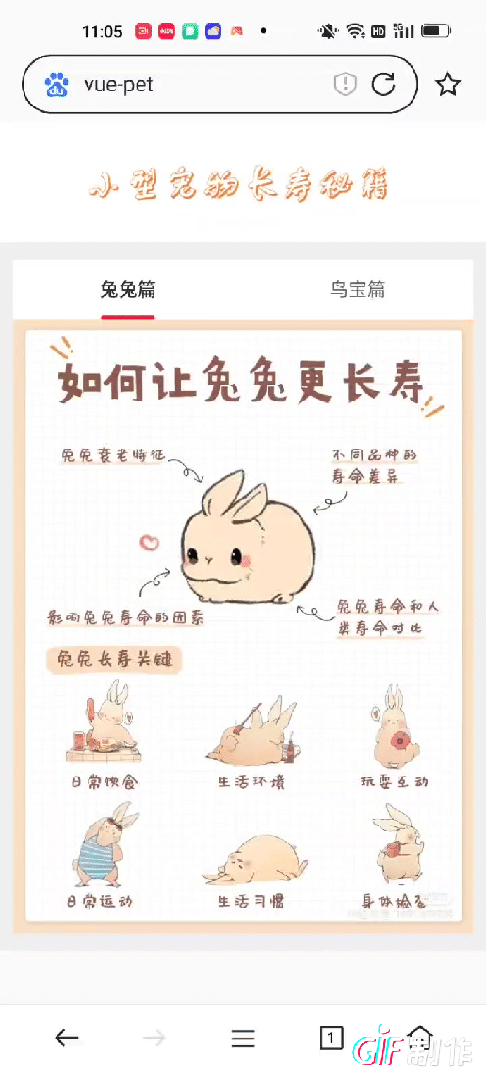 11:05
HD
5G
vue-pet
小型宠物长寿秘籍
兔兔篇
鸟宝篇
如何让兔兔更长寿
兔兔衰老特征
不同品种的
寿命差异
影响兔兔寿命的因素
兔兔寿命和人
类寿命对比
兔兔长寿关键
日常饮食
生活环境
玩耍互动
日常运动
生活习惯
身体检查
1
GIF制作